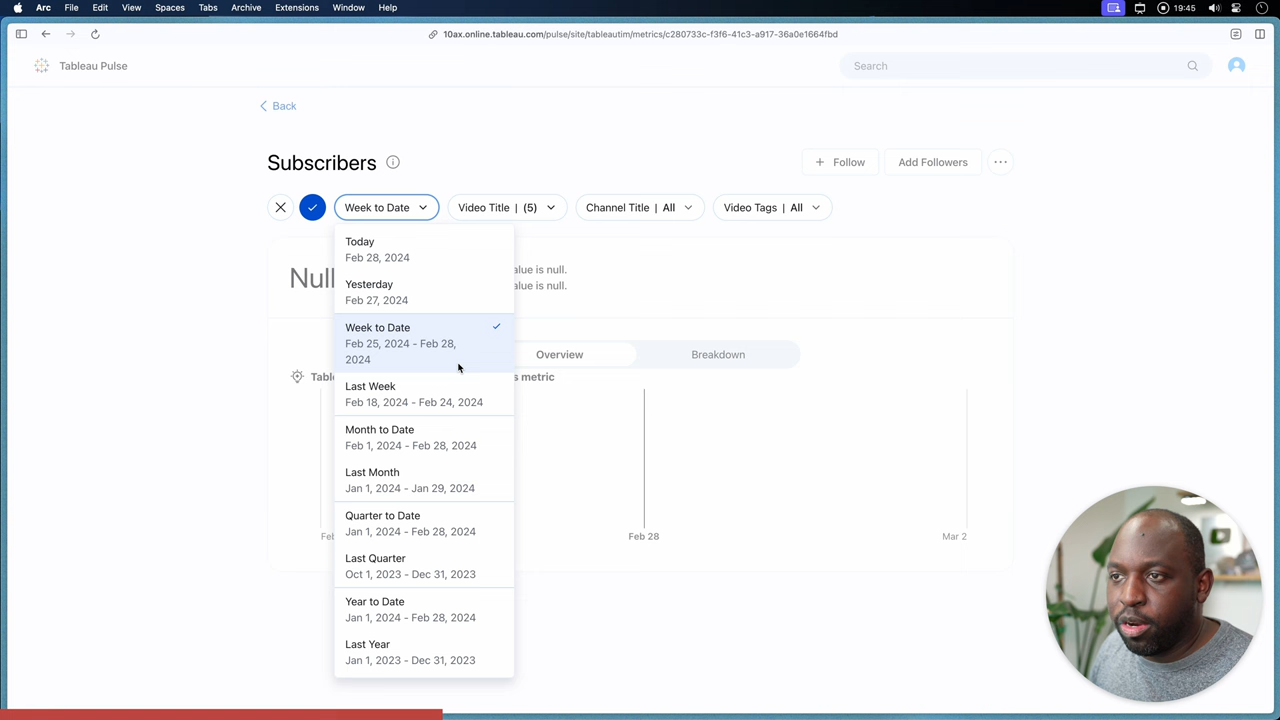 Arc File Edit View Spaces Tabs Archive Extensions Window Help 19:45
10ax.online.tableau.com/pulse/site/tableautim/metrics/c280733c-f3f6-41c3-a917-36a0e1664fbd
Tableau Pulse Search
Back
Subscribers + Follow Add Followers
Week to Date Video Title | (5) Channel Title | All Video Tags | All
Today
Feb 28, 2024
Null
alue is null.
alue is null.
Yesterday
Feb 27, 2024
Week to Date
Feb 25, 2024 - Feb 28,
2024
Overview Breakdown
Table
s metric
Last Week
Feb 18, 2024 - Feb 24, 2024
Month to Date
Feb 1, 2024 - Feb 28, 2024
Last Month
Jan 1, 2024 - Jan 29, 2024
Quarter to Date
Jan 1, 2024 - Feb 28, 2024
Feb 28 Mar 2
Last Quarter
Oct 1, 2023 - Dec 31, 2023
Year to Date
Jan 1, 2024 - Feb 28, 2024
Last Year
Jan 1, 2023 - Dec 31, 2023